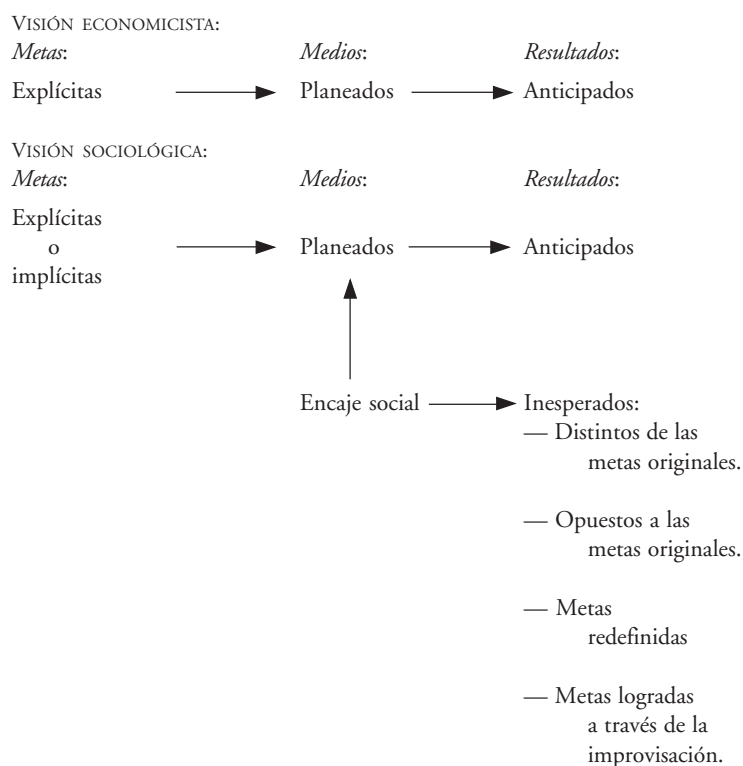 VISIÓN ECONOMICISTA:
Metas: Medios: Resultados:
Explícitas Planeados Anticipados
VISIÓN SOCIOLÓGICA:
Metas: Medios: Resultados:
Explícitas
o Planeados Anticipados
implícitas
Encaje social Inesperados:
— Distintos de las
metas originales.
— Opuestos a las
metas originales.
— Metas
redefinidas
— Metas logradas
a través de la
improvisación.